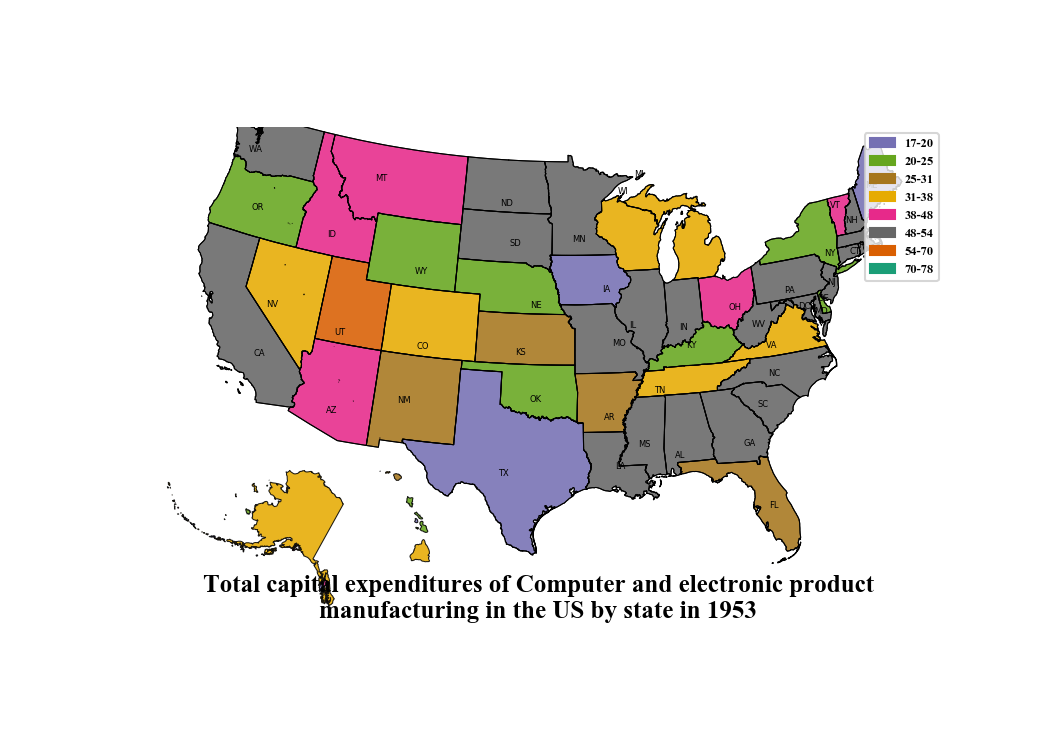 17-20
20-25
25-31
31-38
38-48
48-54
54-70
70-78
WA
MT
ND
MI
WI
VT
NH
OR
ID
SD
MN
NY
CT
WY
NE
IA
PA
NJ
NV
UT
CO
KS
MO
IL
IN
OH
WV
DC
KY
VA
CA
AZ
NM
OK
AR
TN
NC
SC
TX
LA
MS
AL
GA
FL
Total capital expenditures of Computer and electronic product
manufacturing in the US by state in 1953